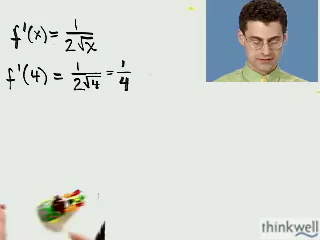 f'(x) = 1/(2√x)
f'(4) = 1/(2√4) = 1/4
thinkwell